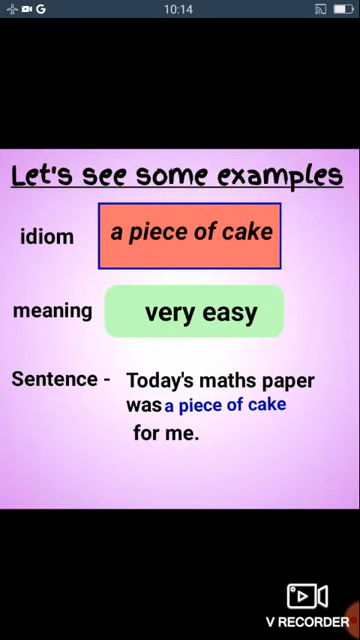 10:14
Let's see some examples
idiom
a piece of cake
meaning
very easy
Sentence - Today's maths paper
was a piece of cake
for me.
V RECORDER